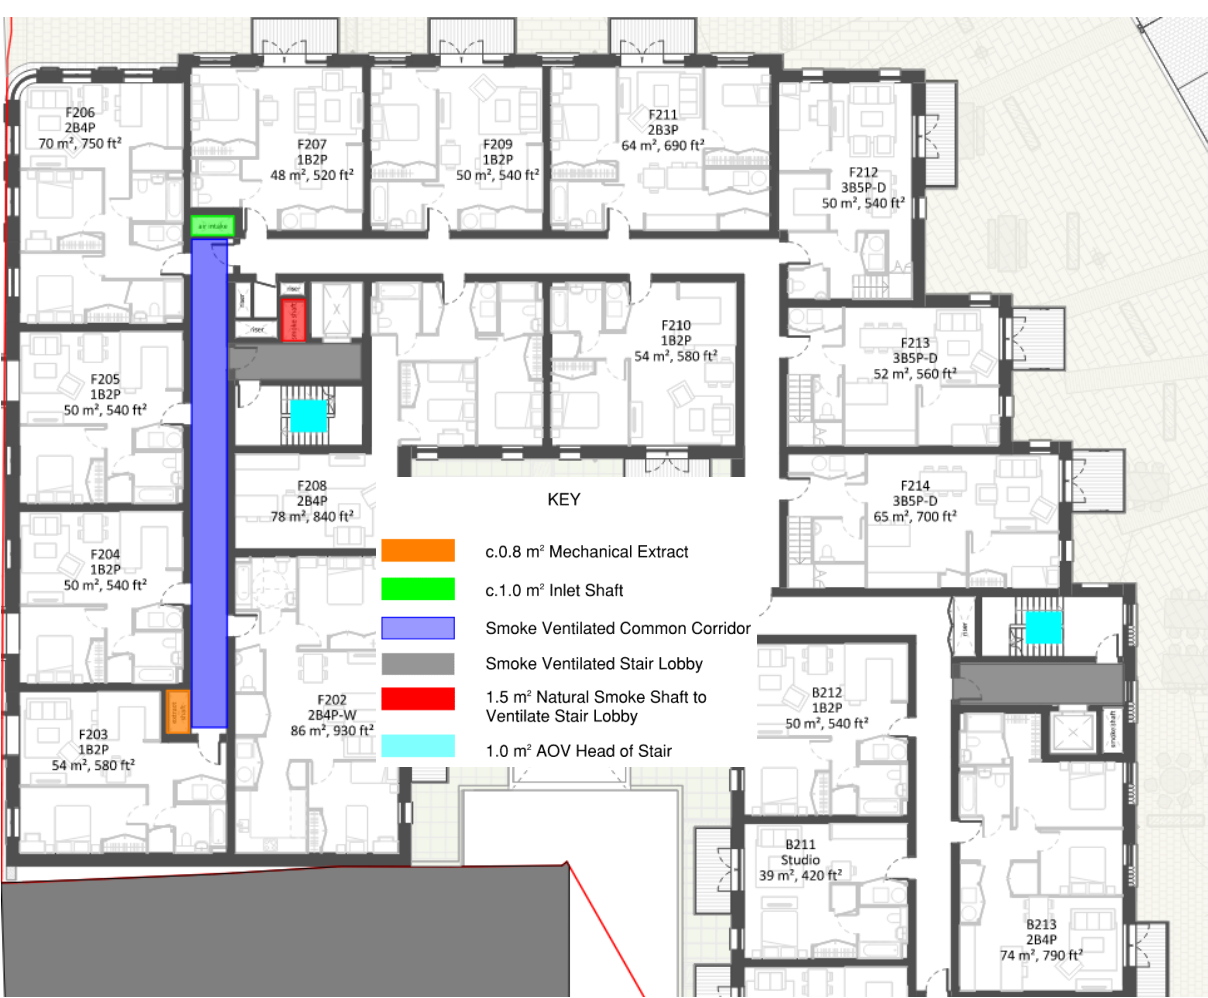 F206
2B4P
70 m², 750 ft²
F207
1B2P
48 m², 520 ft²
F209
1B2P
50 m², 540 ft²
F211
2B3P
64 m², 690 ft²
F212
3B5P-D
50 m², 540 ft²
air intake
riser
riser
smoke shaft
riser
F210
1B2P
54 m², 580 ft²
F213
3B5P-D
52 m², 560 ft²
F205
1B2P
50 m², 540 ft²
F208
2B4P
78 m², 840 ft²
F214
3B5P-D
65 m², 700 ft²
F204
1B2P
50 m², 540 ft²
KEY
c.0.8 m² Mechanical Extract
c.1.0 m² Inlet Shaft
Smoke Ventilated Common Corridor
Smoke Ventilated Stair Lobby
1.5 m² Natural Smoke Shaft to
Ventilate Stair Lobby
1.0 m² AOV Head of Stair
riser
extract
shaft
F203
1B2P
54 m², 580 ft²
F202
2B4P-W
86 m², 930 ft²
B212
1B2P
50 m², 540 ft²
smoke shaft
B211
Studio
39 m², 420 ft²
B213
2B4P
74 m², 790 ft²